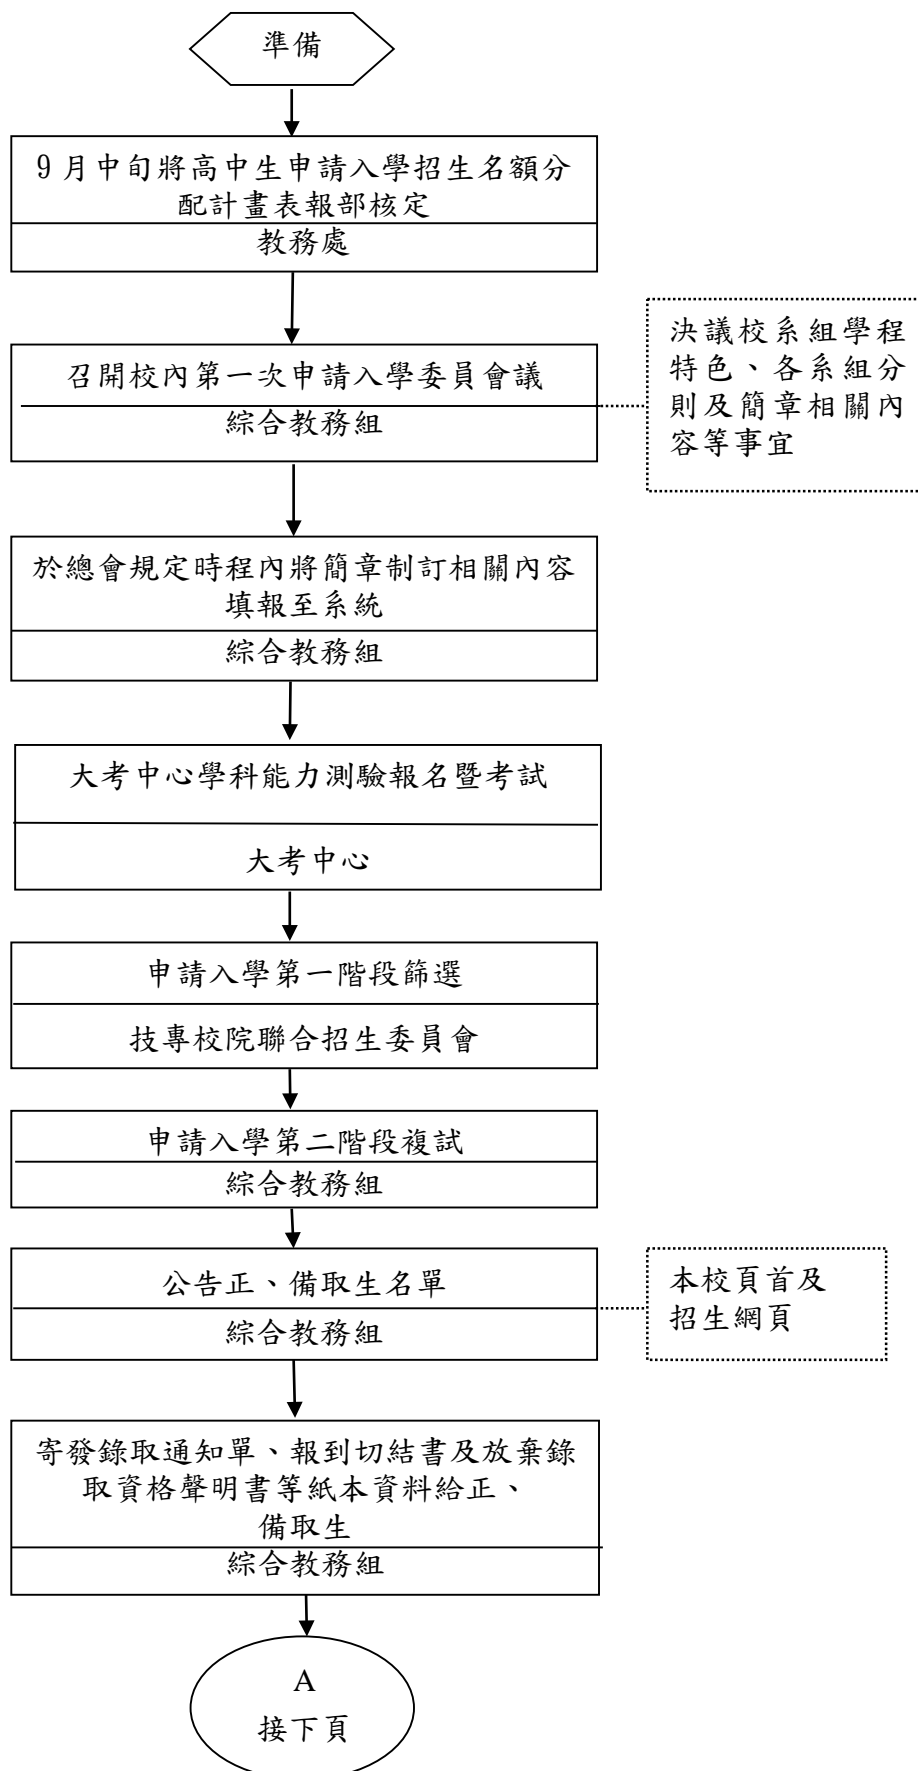 準備
9 月中旬將高中生申請入學招生名額分
配計畫表報部核定
教務處
召開校內第一次申請入學委員會議
綜合教務組
決議校系組學程
特色、各系組分
則及簡章相關內
容等事宜
於總會規定時程內將簡章制訂相關內容
填報至系統
綜合教務組
大考中心學科能力測驗報名暨考試
大考中心
申請入學第一階段篩選
技專校院聯合招生委員會
申請入學第二階段複試
綜合教務組
公告正、備取生名單
綜合教務組
本校頁首及
招生網頁
寄發錄取通知單、報到切結書及放棄錄
取資格聲明書等紙本資料給正、
備取生
綜合教務組
A
接下頁